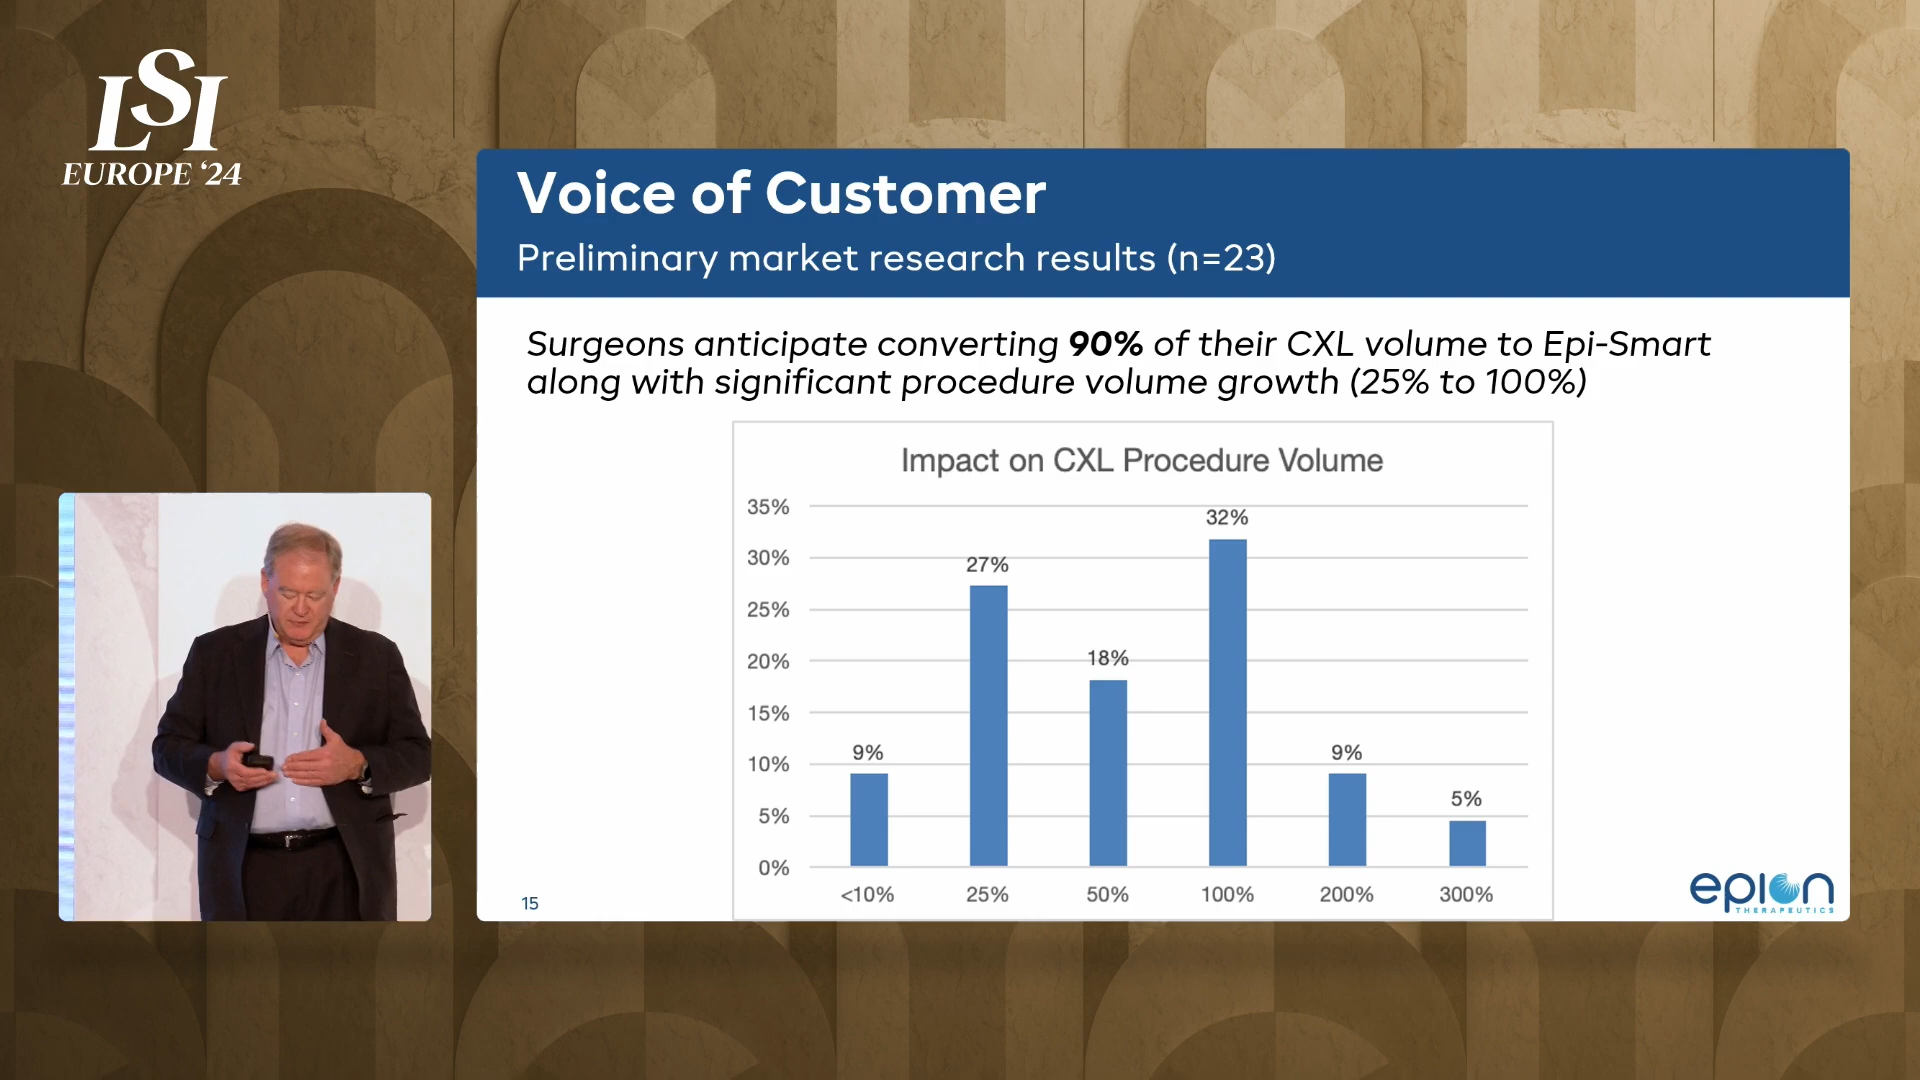 LSI
EUROPE ‘24
Voice of Customer
Preliminary market research results (n=23)
Surgeons anticipate converting 90% of their CXL volume to Epi-Smart
along with significant procedure volume growth (25% to 100%)
Impact on CXL Procedure Volume
35%
30%
25%
20%
15%
10%
5%
0%
9%
27%
18%
32%
9%
5%
<10%
25%
50%
100%
200%
300%
15
epion
THERAPEUTICS